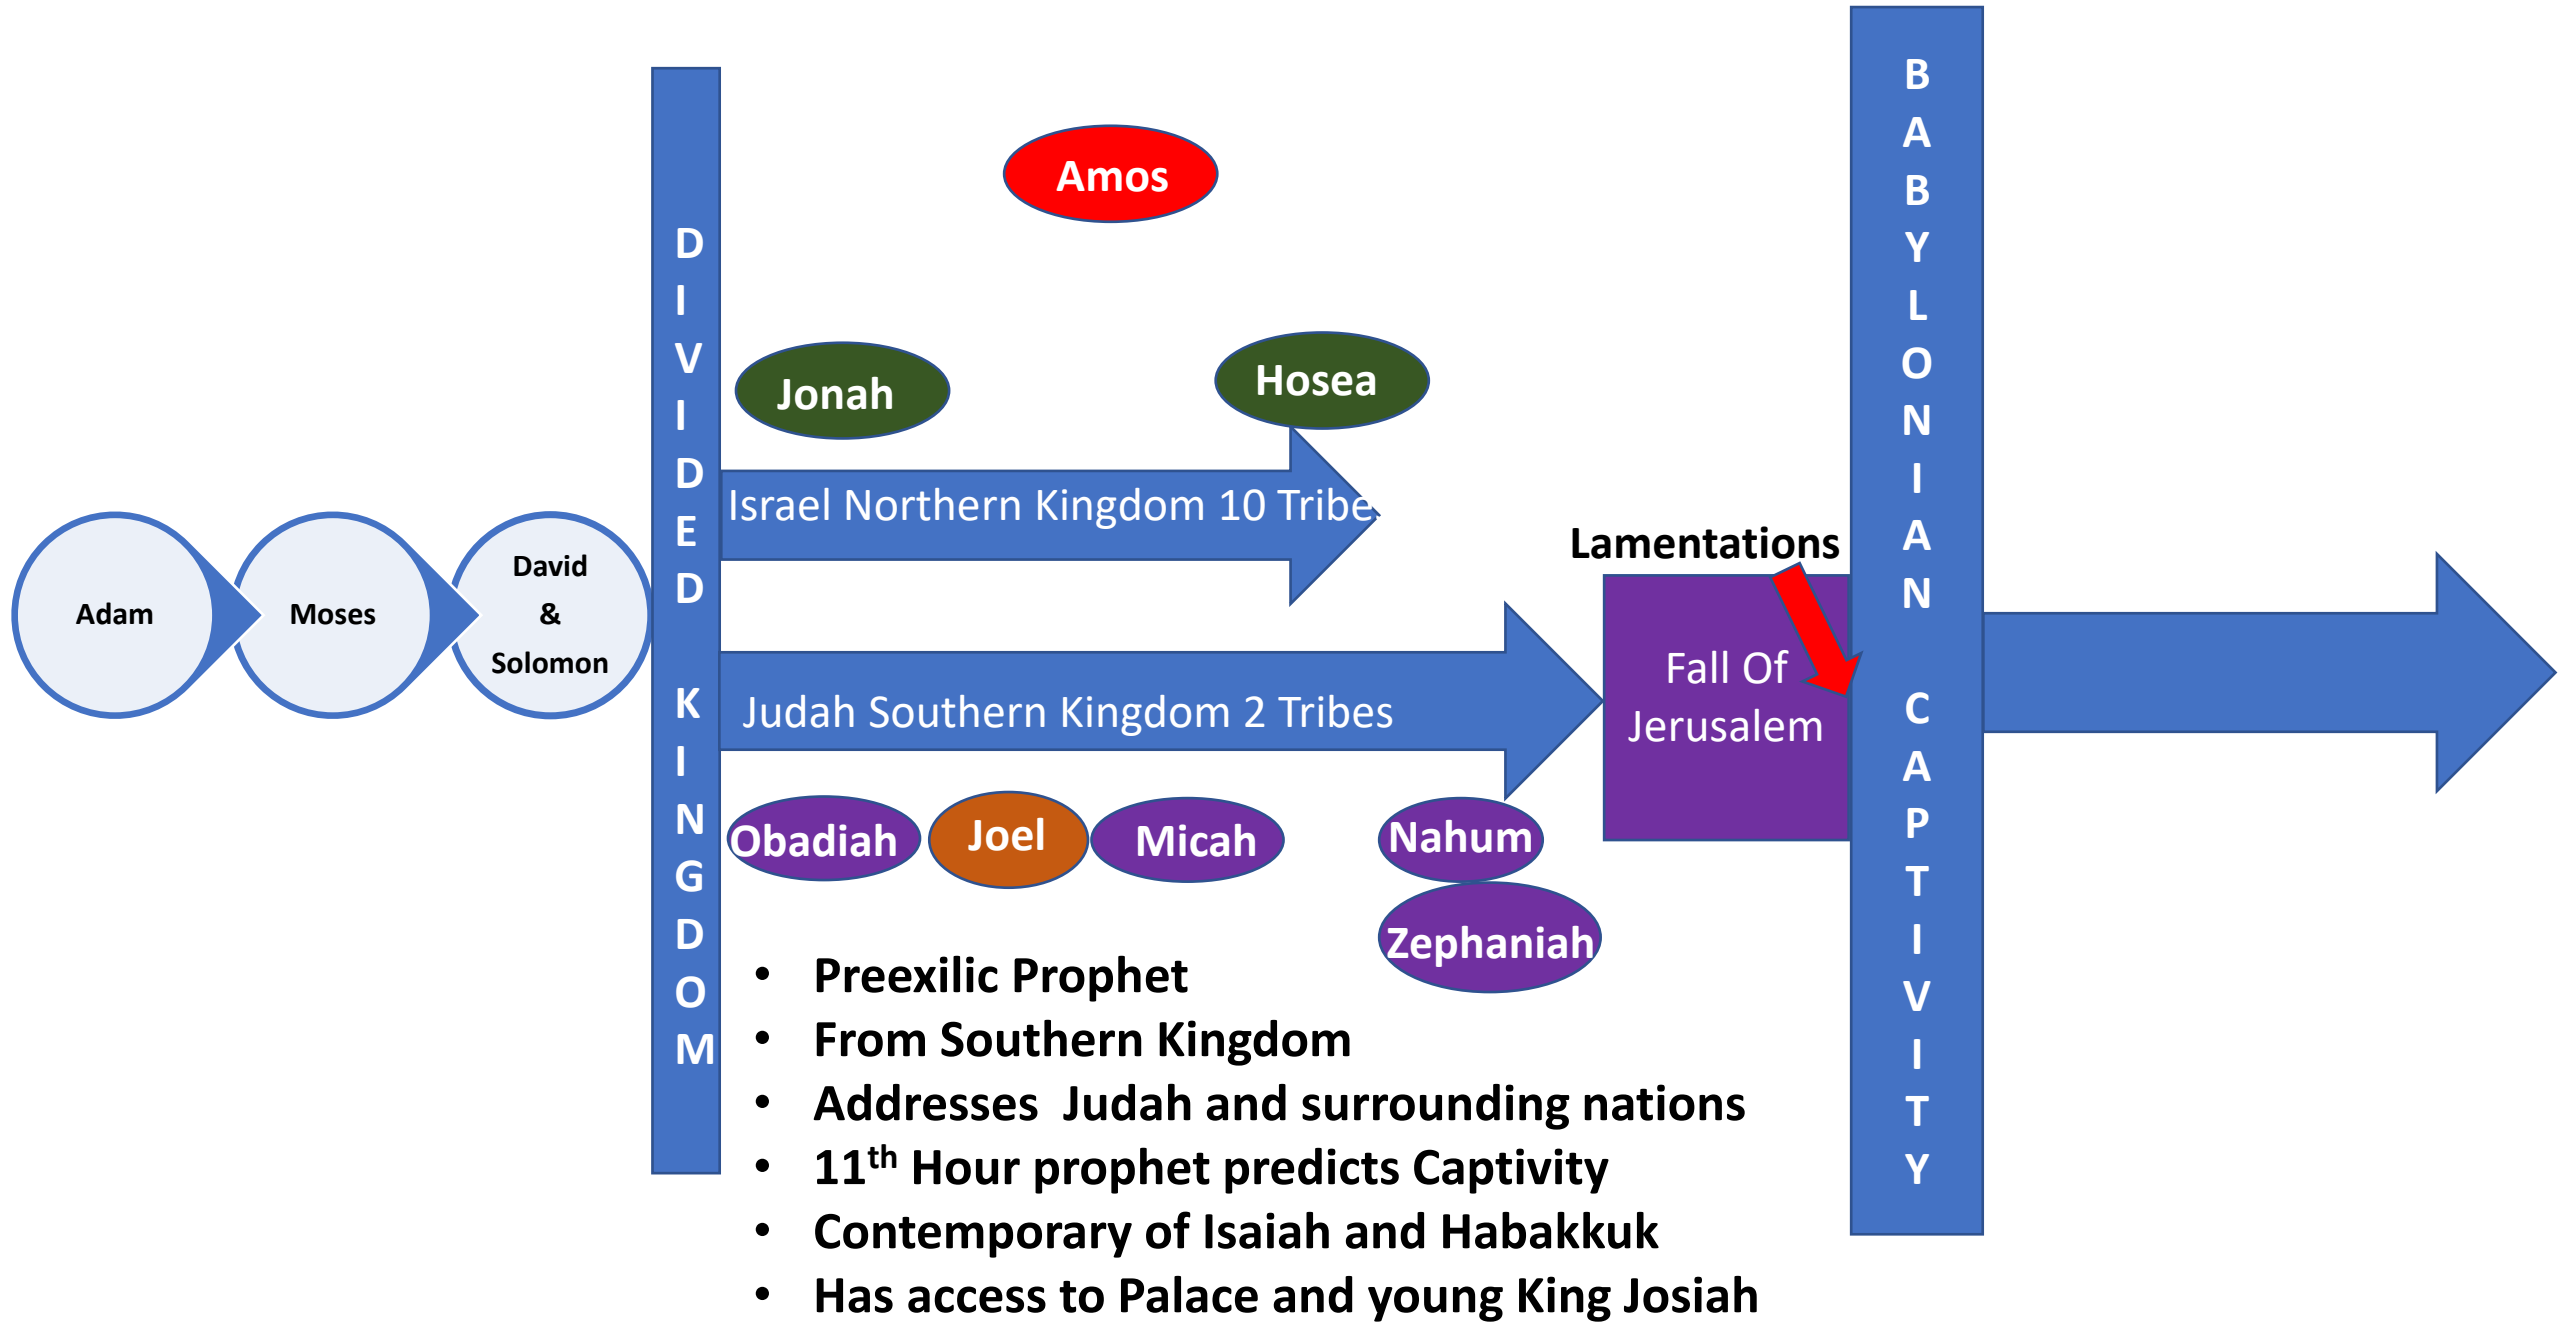 Adam
Moses
David
&
Solomon
DIVIDED KINGDOM
Amos
Jonah
Hosea
Israel Northern Kingdom 10 Tribe
Judah Southern Kingdom 2 Tribes
Obadiah
Joel
Micah
Nahum
Zephaniah
Lamentations
Fall Of
Jerusalem
BABYLONIAN CAPTIVITY
• Preexilic Prophet
• From Southern Kingdom
• Addresses  Judah and surrounding nations
• 11th Hour prophet predicts Captivity
• Contemporary of Isaiah and Habakkuk
• Has access to Palace and young King Josiah